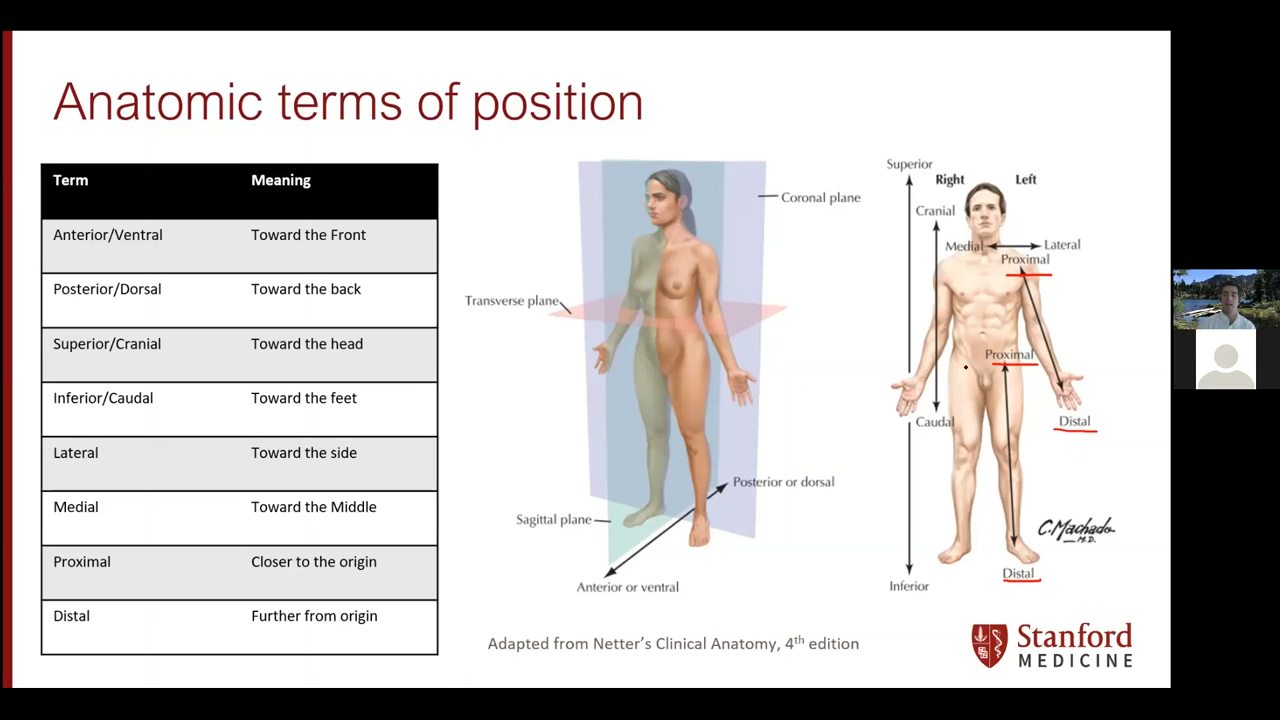 Anatomic terms of position
Term Meaning
Anterior/Ventral Toward the Front
Posterior/Dorsal Toward the back
Superior/Cranial Toward the head
Inferior/Caudal Toward the feet
Lateral Toward the side
Medial Toward the Middle
Proximal Closer to the origin
Distal Further from origin
Coronal plane
Transverse plane
Sagittal plane
Posterior or dorsal
Anterior or ventral
Superior
Right Left
Cranial
Medial Lateral
Proximal
Proximal
Distal
Caudal
Distal
Inferior
C.Machado
M.D.
Adapted from Netter's Clinical Anatomy, 4th edition
Stanford
MEDICINE